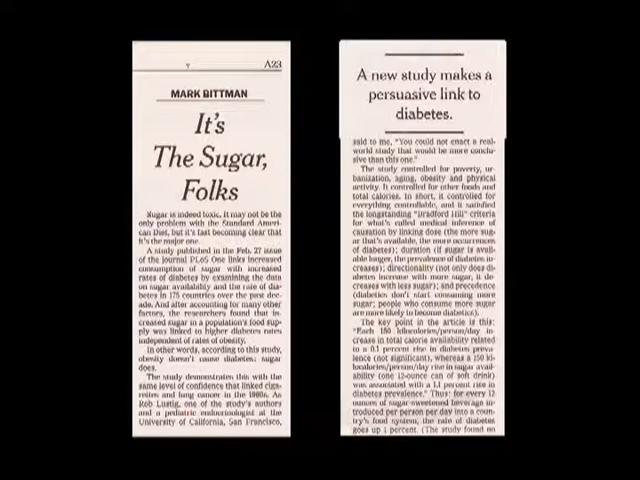 A23
MARK BITTMAN
It's
The Sugar,
Folks
Sugar is indeed toxic. It may not be the
only problem with the Standard Ameri-
can Diet, but it's fast becoming clear that
it's the major one.
A study published in the Feb. 27 issue
of the journal PLoS One links increased
consumption of sugar with increased
rates of diabetes by examining the data
on sugar availability and the rate of dia-
betes in 175 countries over the past dec-
ade. And after accounting for many other
factors, the researchers found that in-
creased sugar in a population's food sup-
ply was linked to higher diabetes rates
independent of rates of obesity.
In other words, according to this study,
obesity doesn't cause diabetes: sugar
does.
The study demonstrates this with the
same level of confidence that linked ciga-
rettes and lung cancer in the 1960s. As
Rob Lustig, one of the study's authors
and a pediatric endocrinologist at the
University of California, San Francisco,
A new study makes a
persuasive link to
diabetes.
said to me, "You could not enact a real-
world study that would be more conclu-
sive than this one."
The study controlled for poverty, ur-
banization, aging, obesity and physical
activity. It controlled for other foods and
total calories. In short, it controlled for
everything controllable, and it satisfied
the longstanding "Bradford Hill" criteria
for what's called medical inference of
causation by linking dose (the more sug-
ar that's available, the more occurrences
of diabetes); duration (if sugar is avail-
able longer, the prevalence of diabetes in-
creases); directionality (not only does di-
abetes increase with more sugar, it de-
creases with less sugar); and precedence
(diabetics don't start consuming more
sugar; people who consume more sugar
are more likely to become diabetics).
The key point in the article is this:
"Each 150 kilocalories/person/day in-
crease in total calorie availability related
to a 0.1 percent rise in diabetes preva-
lence (not significant), whereas a 150 ki-
localories/person/day rise in sugar avail-
ability (one 12-ounce can of soft drink)
was associated with a 1.1 percent rise in
diabetes prevalence." Thus: for every 12
ounces of sugar-sweetened beverage in-
troduced per person per day into a coun-
try's food system, the rate of diabetes
goes up 1 percent. (The study found no